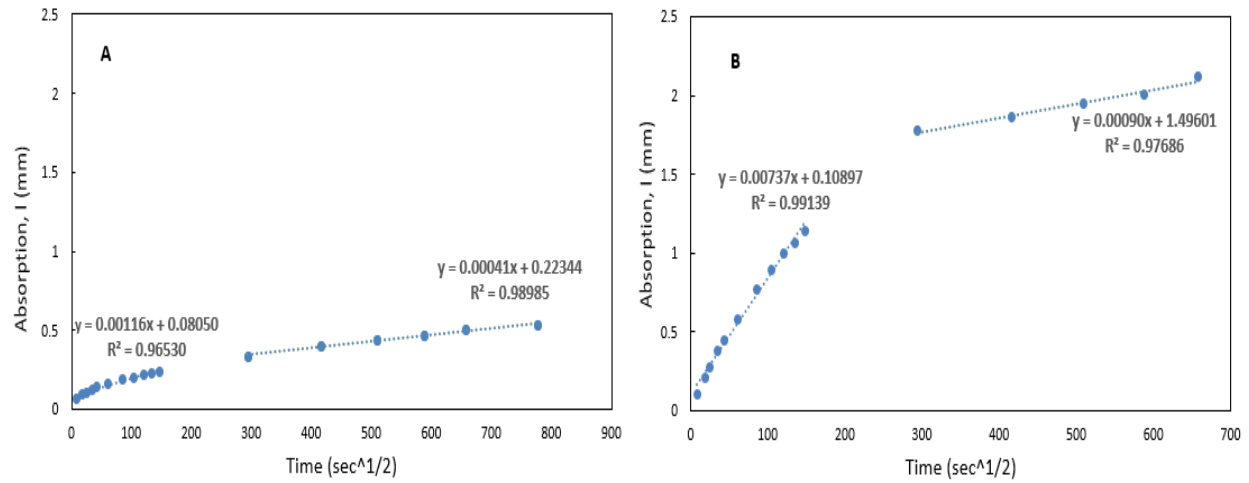 A
2.5
2
1.5
1
0.5
0
Absorption, I (mm)
y = 0.00116x + 0.08050
R² = 0.96530
y = 0.00041x + 0.22344
R² = 0.98985
0 100 200 300 400 500 600 700 800 900
Time (sec^1/2)
B
2.5
2
1.5
1
0.5
0
Absorption, I (mm)
y = 0.00737x + 0.10897
R² = 0.99139
y = 0.00090x + 1.49601
R² = 0.97686
0 100 200 300 400 500 600 700
Time (sec^1/2)